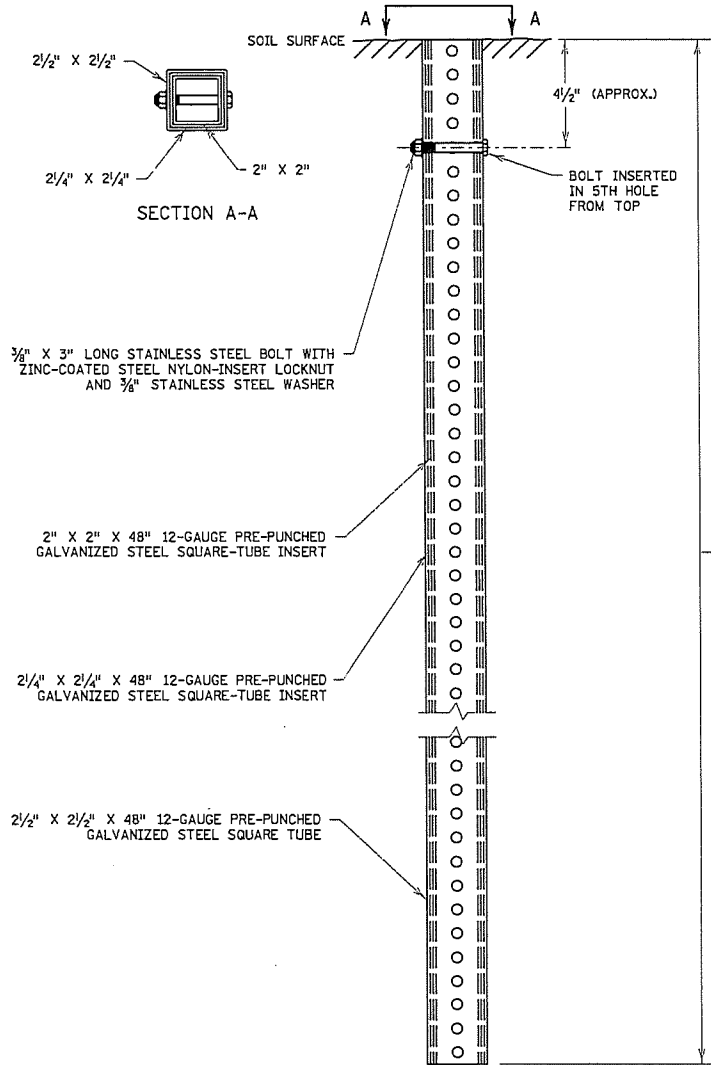 A
A
SOIL SURFACE
2½" X 2½"
4½" (APPROX.)
2¼" X 2¼"
2" X 2"
SECTION A-A
BOLT INSERTED
IN 5TH HOLE
FROM TOP
⅜" X 3" LONG STAINLESS STEEL BOLT WITH
ZINC-COATED STEEL NYLON-INSERT LOCKNUT
AND ⅜" STAINLESS STEEL WASHER
2" X 2" X 48" 12-GAUGE PRE-PUNCHED
GALVANIZED STEEL SQUARE-TUBE INSERT
2¼" X 2¼" X 48" 12-GAUGE PRE-PUNCHED
GALVANIZED STEEL SQUARE-TUBE INSERT
2½" X 2½" X 48" 12-GAUGE PRE-PUNCHED
GALVANIZED STEEL SQUARE TUBE